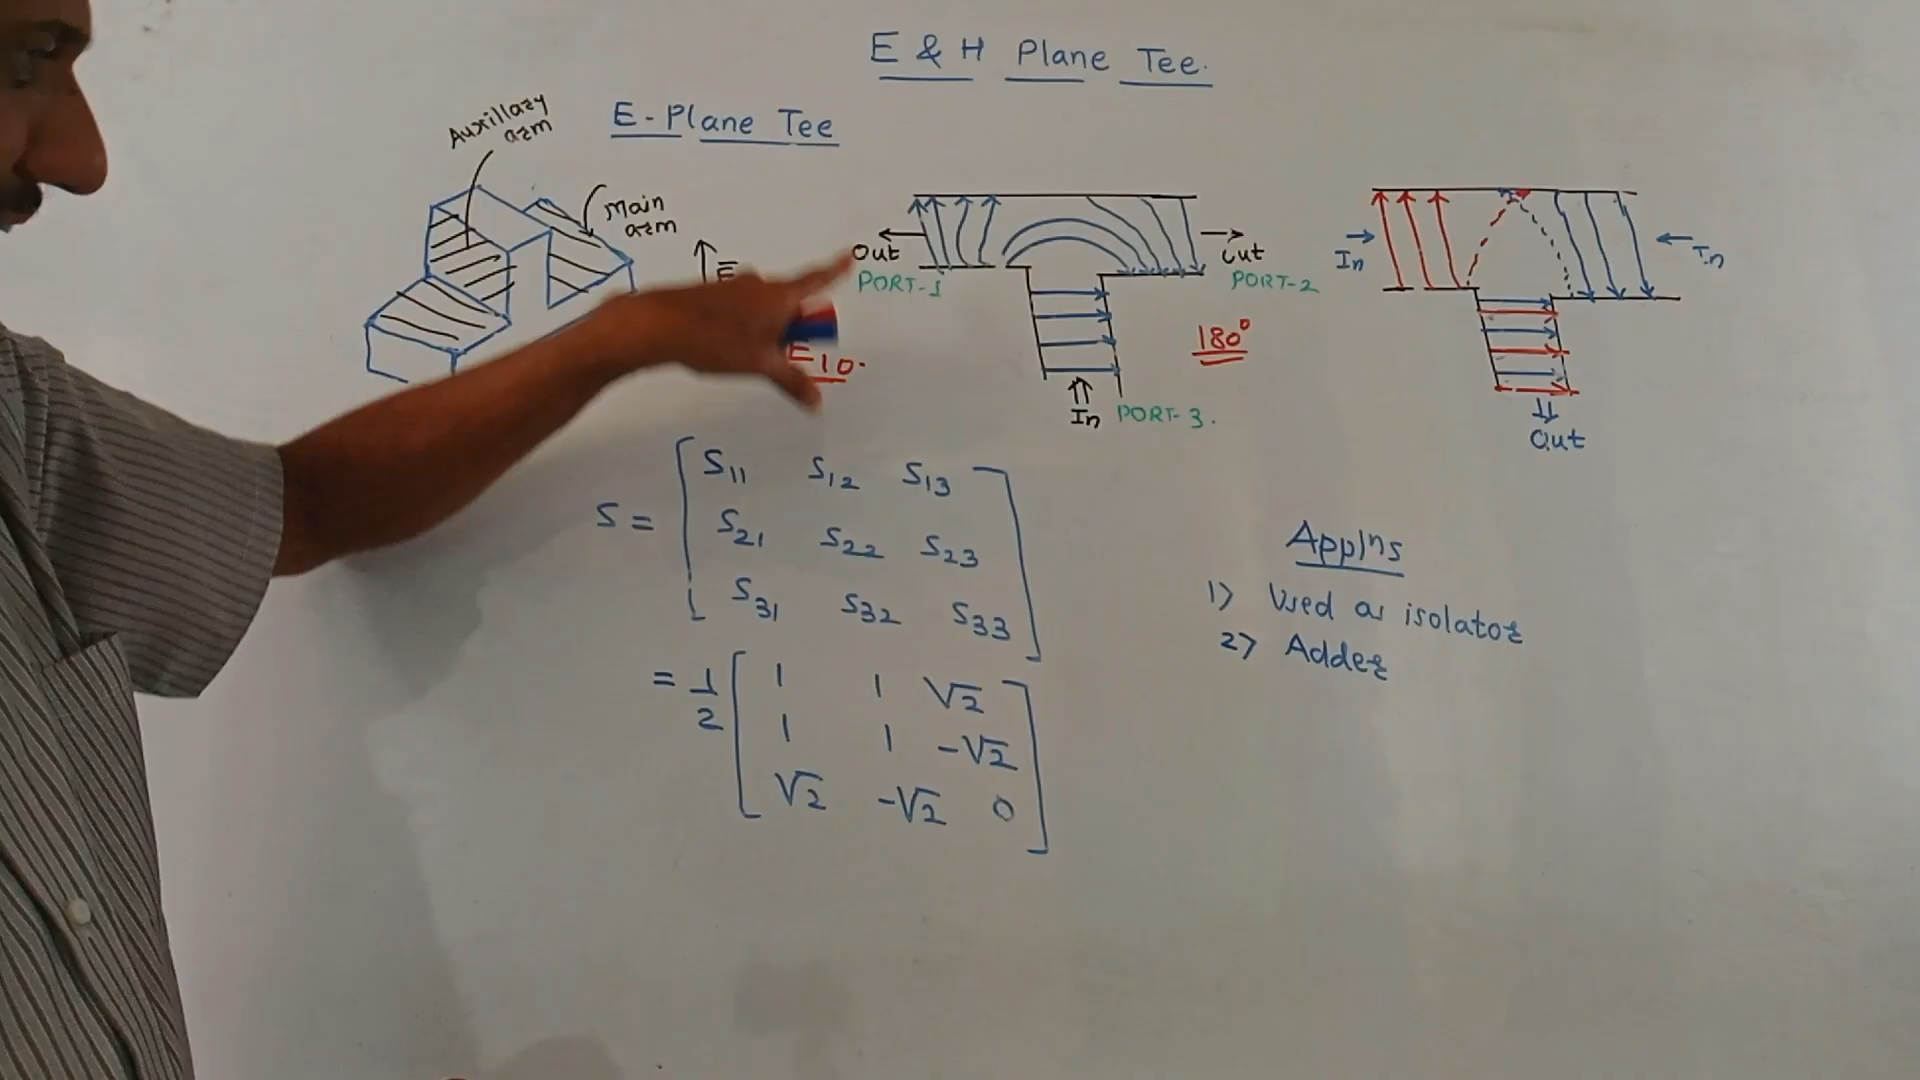 E & H Plane Tee.
E - Plane Tee
Auxillary
arm
Main
arm
E
Out
PORT-1
Out
PORT-2
In
PORT-3.
180°
In
In
Out
E10.
S = [ S11 S12 S13
S21 S22 S23
S31 S32 S33 ]
= 1/2 [ 1 1 √2
1 1 -√2
√2 -√2 0 ]
Applns
1) Used as isolator
2) Adder